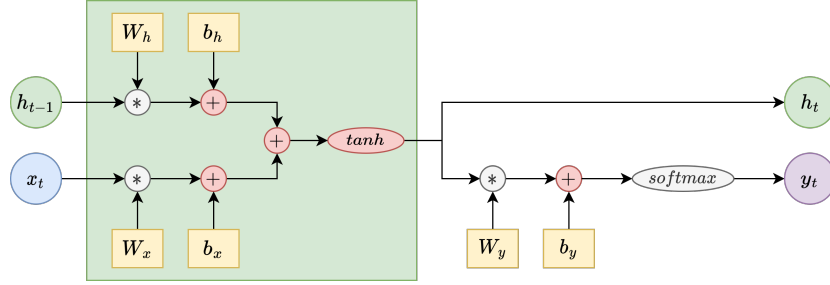 W_h b_h
h_{t-1} * + h_t
+ tanh
x_t * + * + softmax y_t
W_x b_x W_y b_y